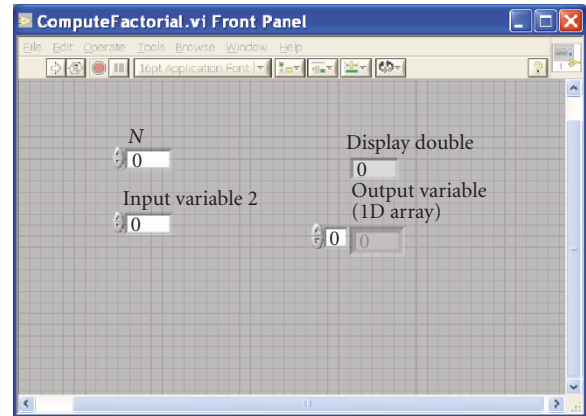 ComputeFactorial.vi Front Panel
File Edit Operate Tools Browse Window Help
16pt Application Font
?
1
N
0
Display double
0
Input variable 2
0
Output variable
(1D array)
0
0